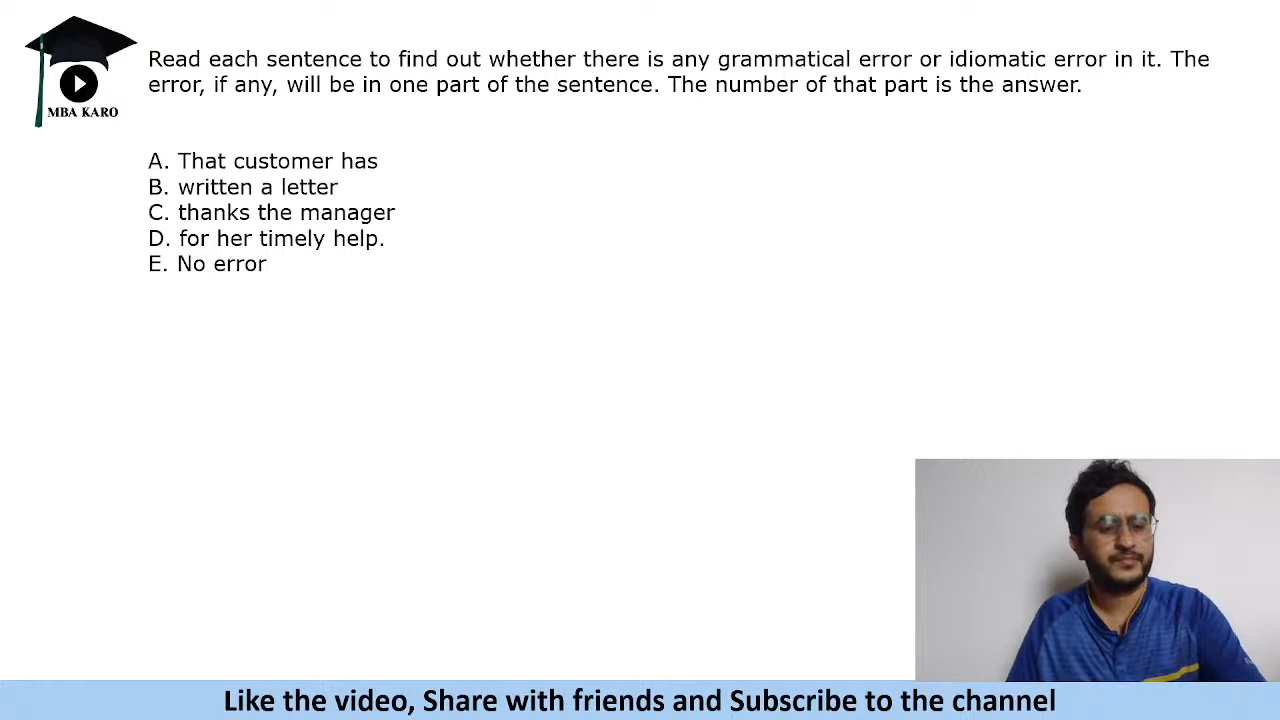 Read each sentence to find out whether there is any grammatical error or idiomatic error in it. The
error, if any, will be in one part of the sentence. The number of that part is the answer.
MBA KARO
A. That customer has
B. written a letter
C. thanks the manager
D. for her timely help.
E. No error
Like the video, Share with friends and Subscribe to the channel